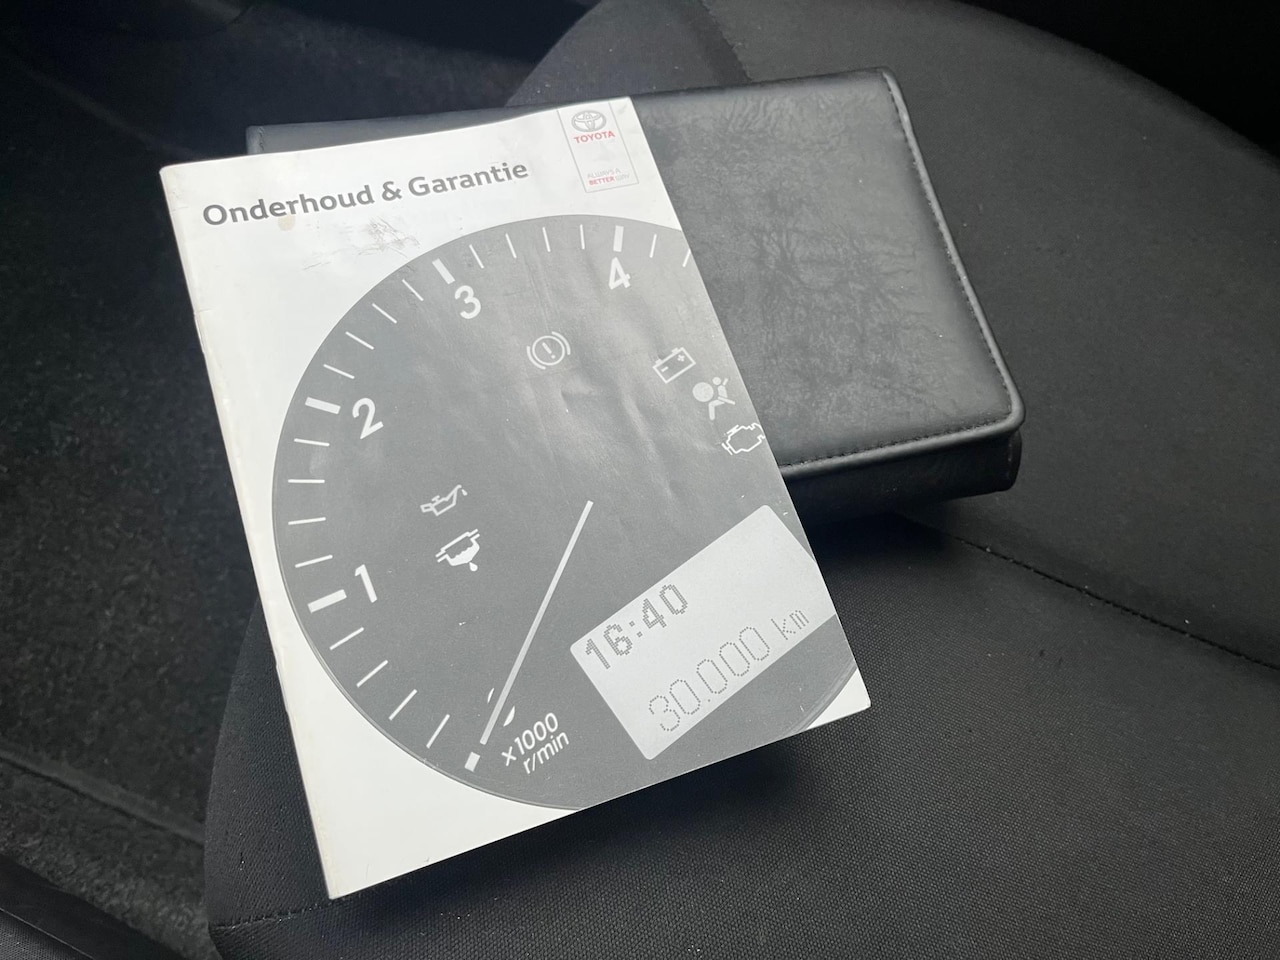 TOYOTA
ALWAYS A
BETTER WAY
Onderhoud & Garantie
4
3
2
1
16:40
30.000 km
x1000
r/min